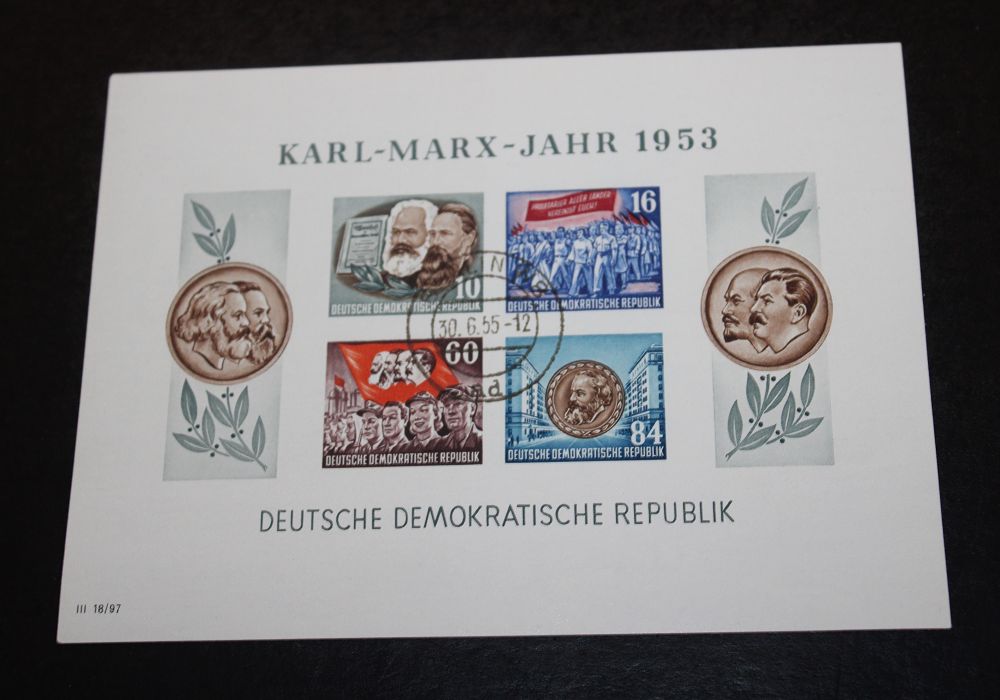 KARL-MARX-JAHR 1953
10
DEUTSCHE DEMOKRATISCHE REPUBLIK
PROLETARIER ALLER LÄNDER
VEREINIGT EUCH!
16
DEUTSCHE DEMOKRATISCHE REPUBLIK
30.6.55-12
60
DEUTSCHE DEMOKRATISCHE REPUBLIK
84
DEUTSCHE DEMOKRATISCHE REPUBLIK
DEUTSCHE DEMOKRATISCHE REPUBLIK
III 18/97